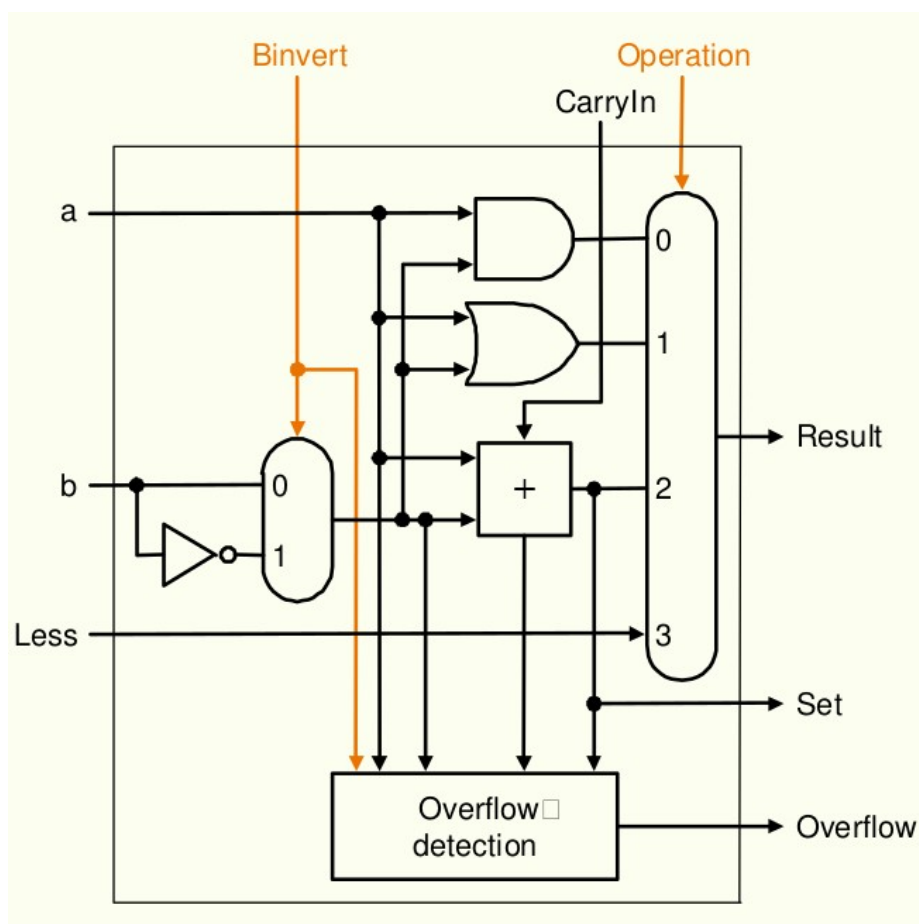 Binvert
Operation
CarryIn
a
0
1
b
0
+
2
Result
1
Less
3
Set
Overflow□
detection
Overflow